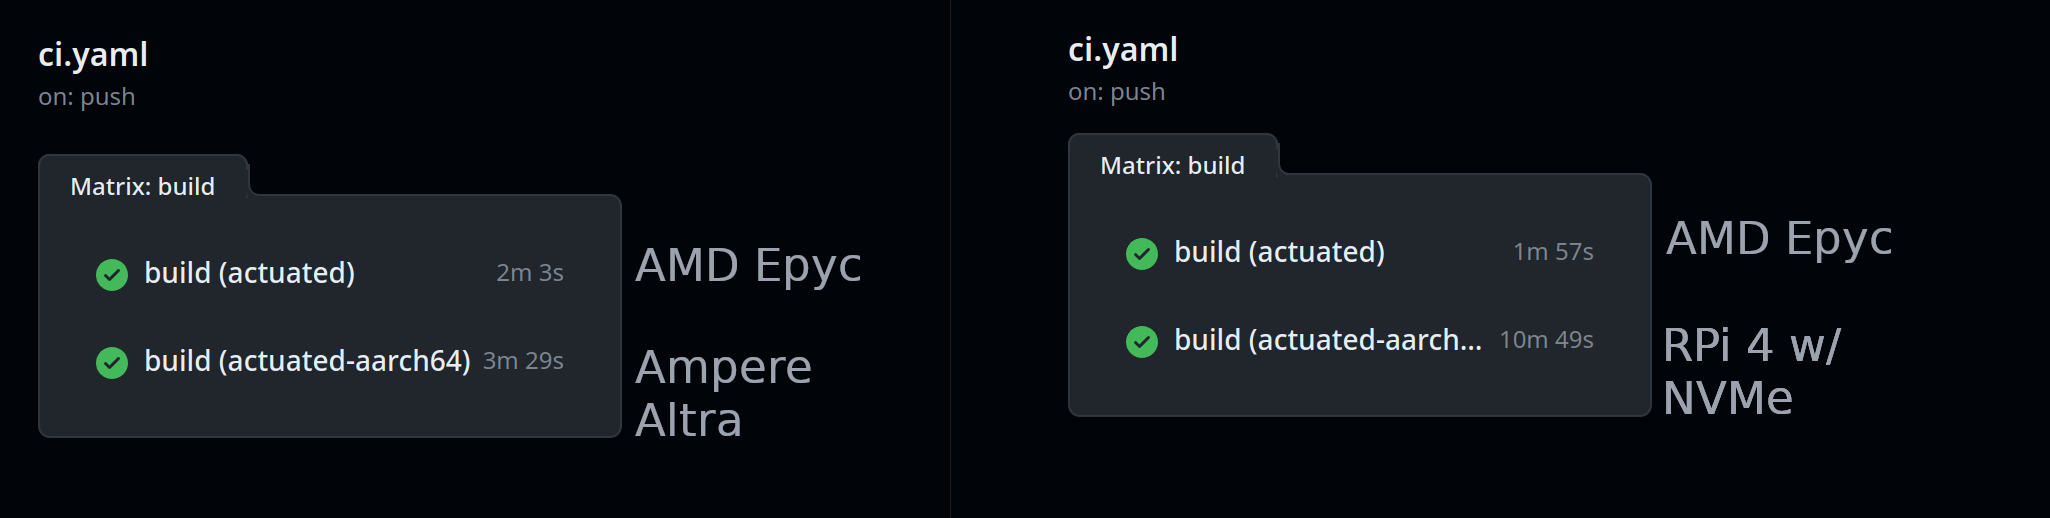 ci.yaml
on: push
Matrix: build
build (actuated) 2m 3s
AMD Epyc
build (actuated-aarch64) 3m 29s
Ampere
Altra
ci.yaml
on: push
Matrix: build
build (actuated) 1m 57s
AMD Epyc
build (actuated-aarch... 10m 49s
RPi 4 w/
NVMe